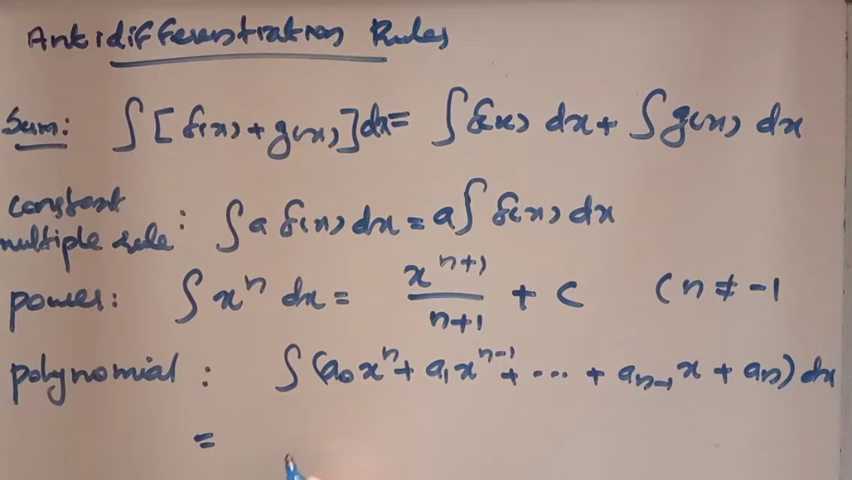 Antidifferentiation Rules
Sum: ∫ [f(x) + g(x)] dx = ∫ f(x) dx + ∫ g(x) dx
constant
multiple rule : ∫ a f(x) dx = a ∫ f(x) dx
power: ∫ xⁿ dx = x^(n+1) / (n+1) + C (n ≠ -1
polynomial : ∫ (a₀xⁿ + a₁xⁿ⁻¹ + ... + aₙ₋₁x + aₙ) dx
=